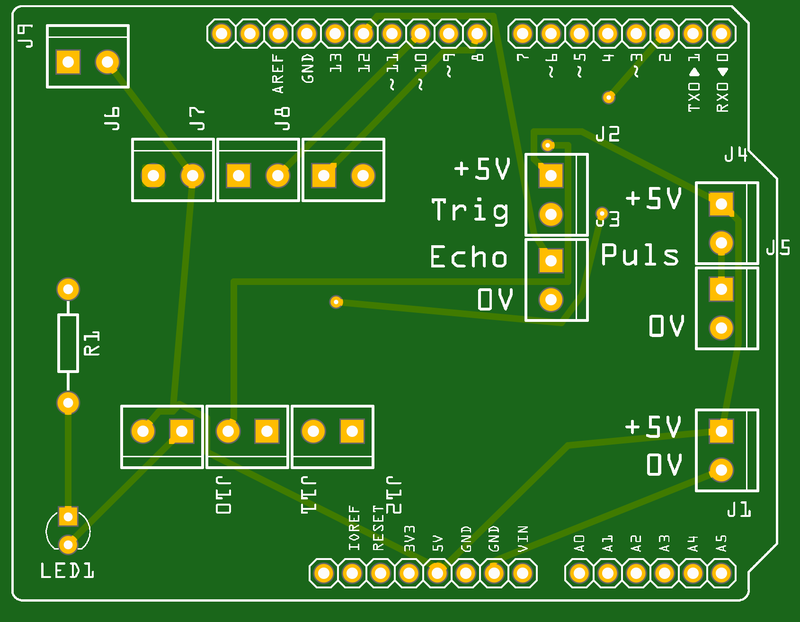 J9
J6
J7
J8
AREF
GND
13
12
~11
~10
~9
8
7
~6
~5
4
~3
2
TX0▶1
RX0◀0
J2
J4
+5V
Trig
J3
+5V
Echo
Puls
J5
0V
0V
R1
+5V
0V
J10
J11
J12
J1
LED1
IOREF
RESET
3V3
5V
GND
GND
VIN
A0
A1
A2
A3
A4
A5